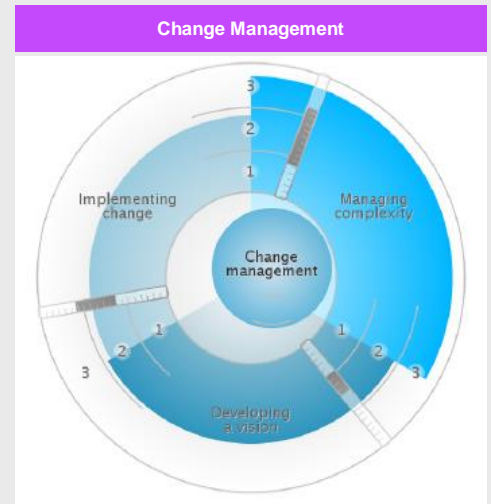 Change Management
3
2
1
Implementing
change
Managing
complexity
Change
management
1
2
3
1
2
3
Developing
a vision